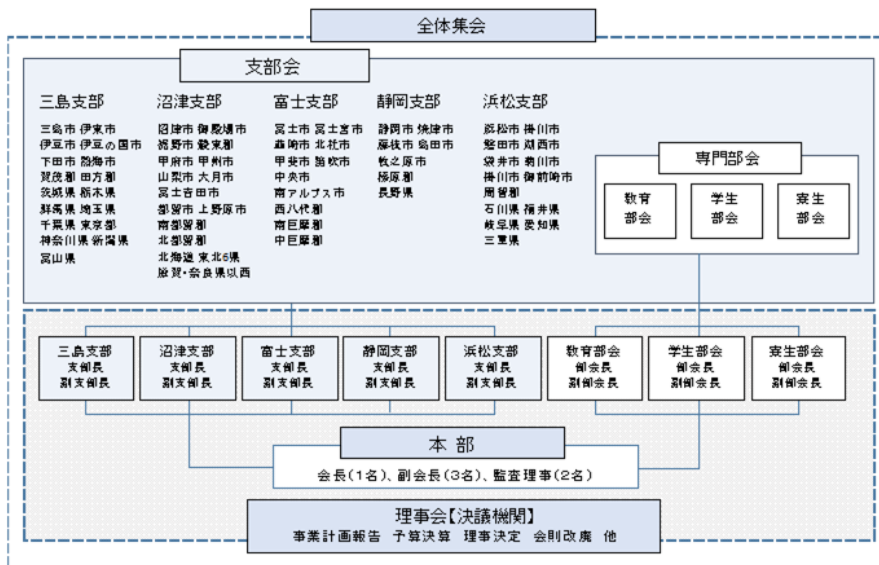 全体集会
支部会
三島支部
三島市 伊東市
伊豆市 伊豆の国市
下田市 熱海市
賀茂郡 田方郡
茨城県 栃木県
群馬県 埼玉県
千葉県 東京都
神奈川県 新潟県
富山県
沼津支部
沼津市 御殿場市
裾野市 駿東郡
甲府市 甲州市
山梨市 大月市
富士吉田市
都留市 上野原市
南都留郡
北都留郡
北海道 東北6県
滋賀・奈良県以西
富士支部
富士市 富士宮市
韮崎市 北杜市
甲斐市 笛吹市
中央市
南アルプス市
西八代郡
南巨摩郡
中巨摩郡
静岡支部
静岡市 焼津市
藤枝市 島田市
牧之原市
榛原郡
長野県
浜松支部
浜松市 掛川市
磐田市 湖西市
袋井市 菊川市
掛川市 御前崎市
周智郡
石川県 福井県
岐阜県 愛知県
三重県
専門部会
教育
部会
学生
部会
寮生
部会
三島支部
支部長
副支部長
沼津支部
支部長
副支部長
富士支部
支部長
副支部長
静岡支部
支部長
副支部長
浜松支部
支部長
副支部長
教育部会
部会長
副部会長
学生部会
部会長
副部会長
寮生部会
部会長
副部会長
本部
会長(1名)、副会長(3名)、監査理事(2名)
理事会【決議機関】
事業計画報告 予算決算 理事決定 会則改廃 他